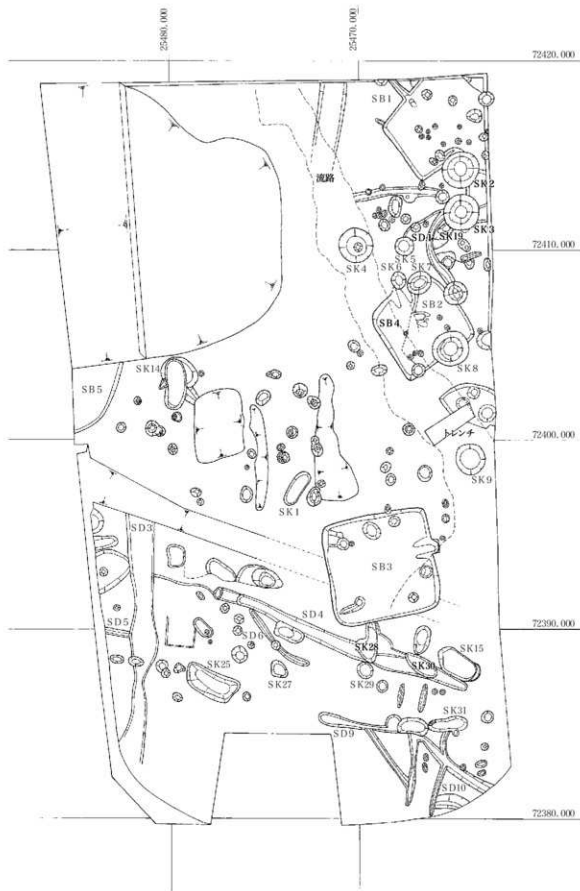 25480.000
25470.000
72420.000
SB1
流路
SK2
SD1
SK19
SK3
SK4
SK5
72410.000
SK6
SK7
SB2
SB4
SK14
SB5
SK8
トレンチ
72400.000
SK9
SK1
SD3
SB3
SD4
SD5
SD6
72390.000
SK28
SK30
SK15
SK25
SK27
SK29
SK31
SD9
SD10
72380.000